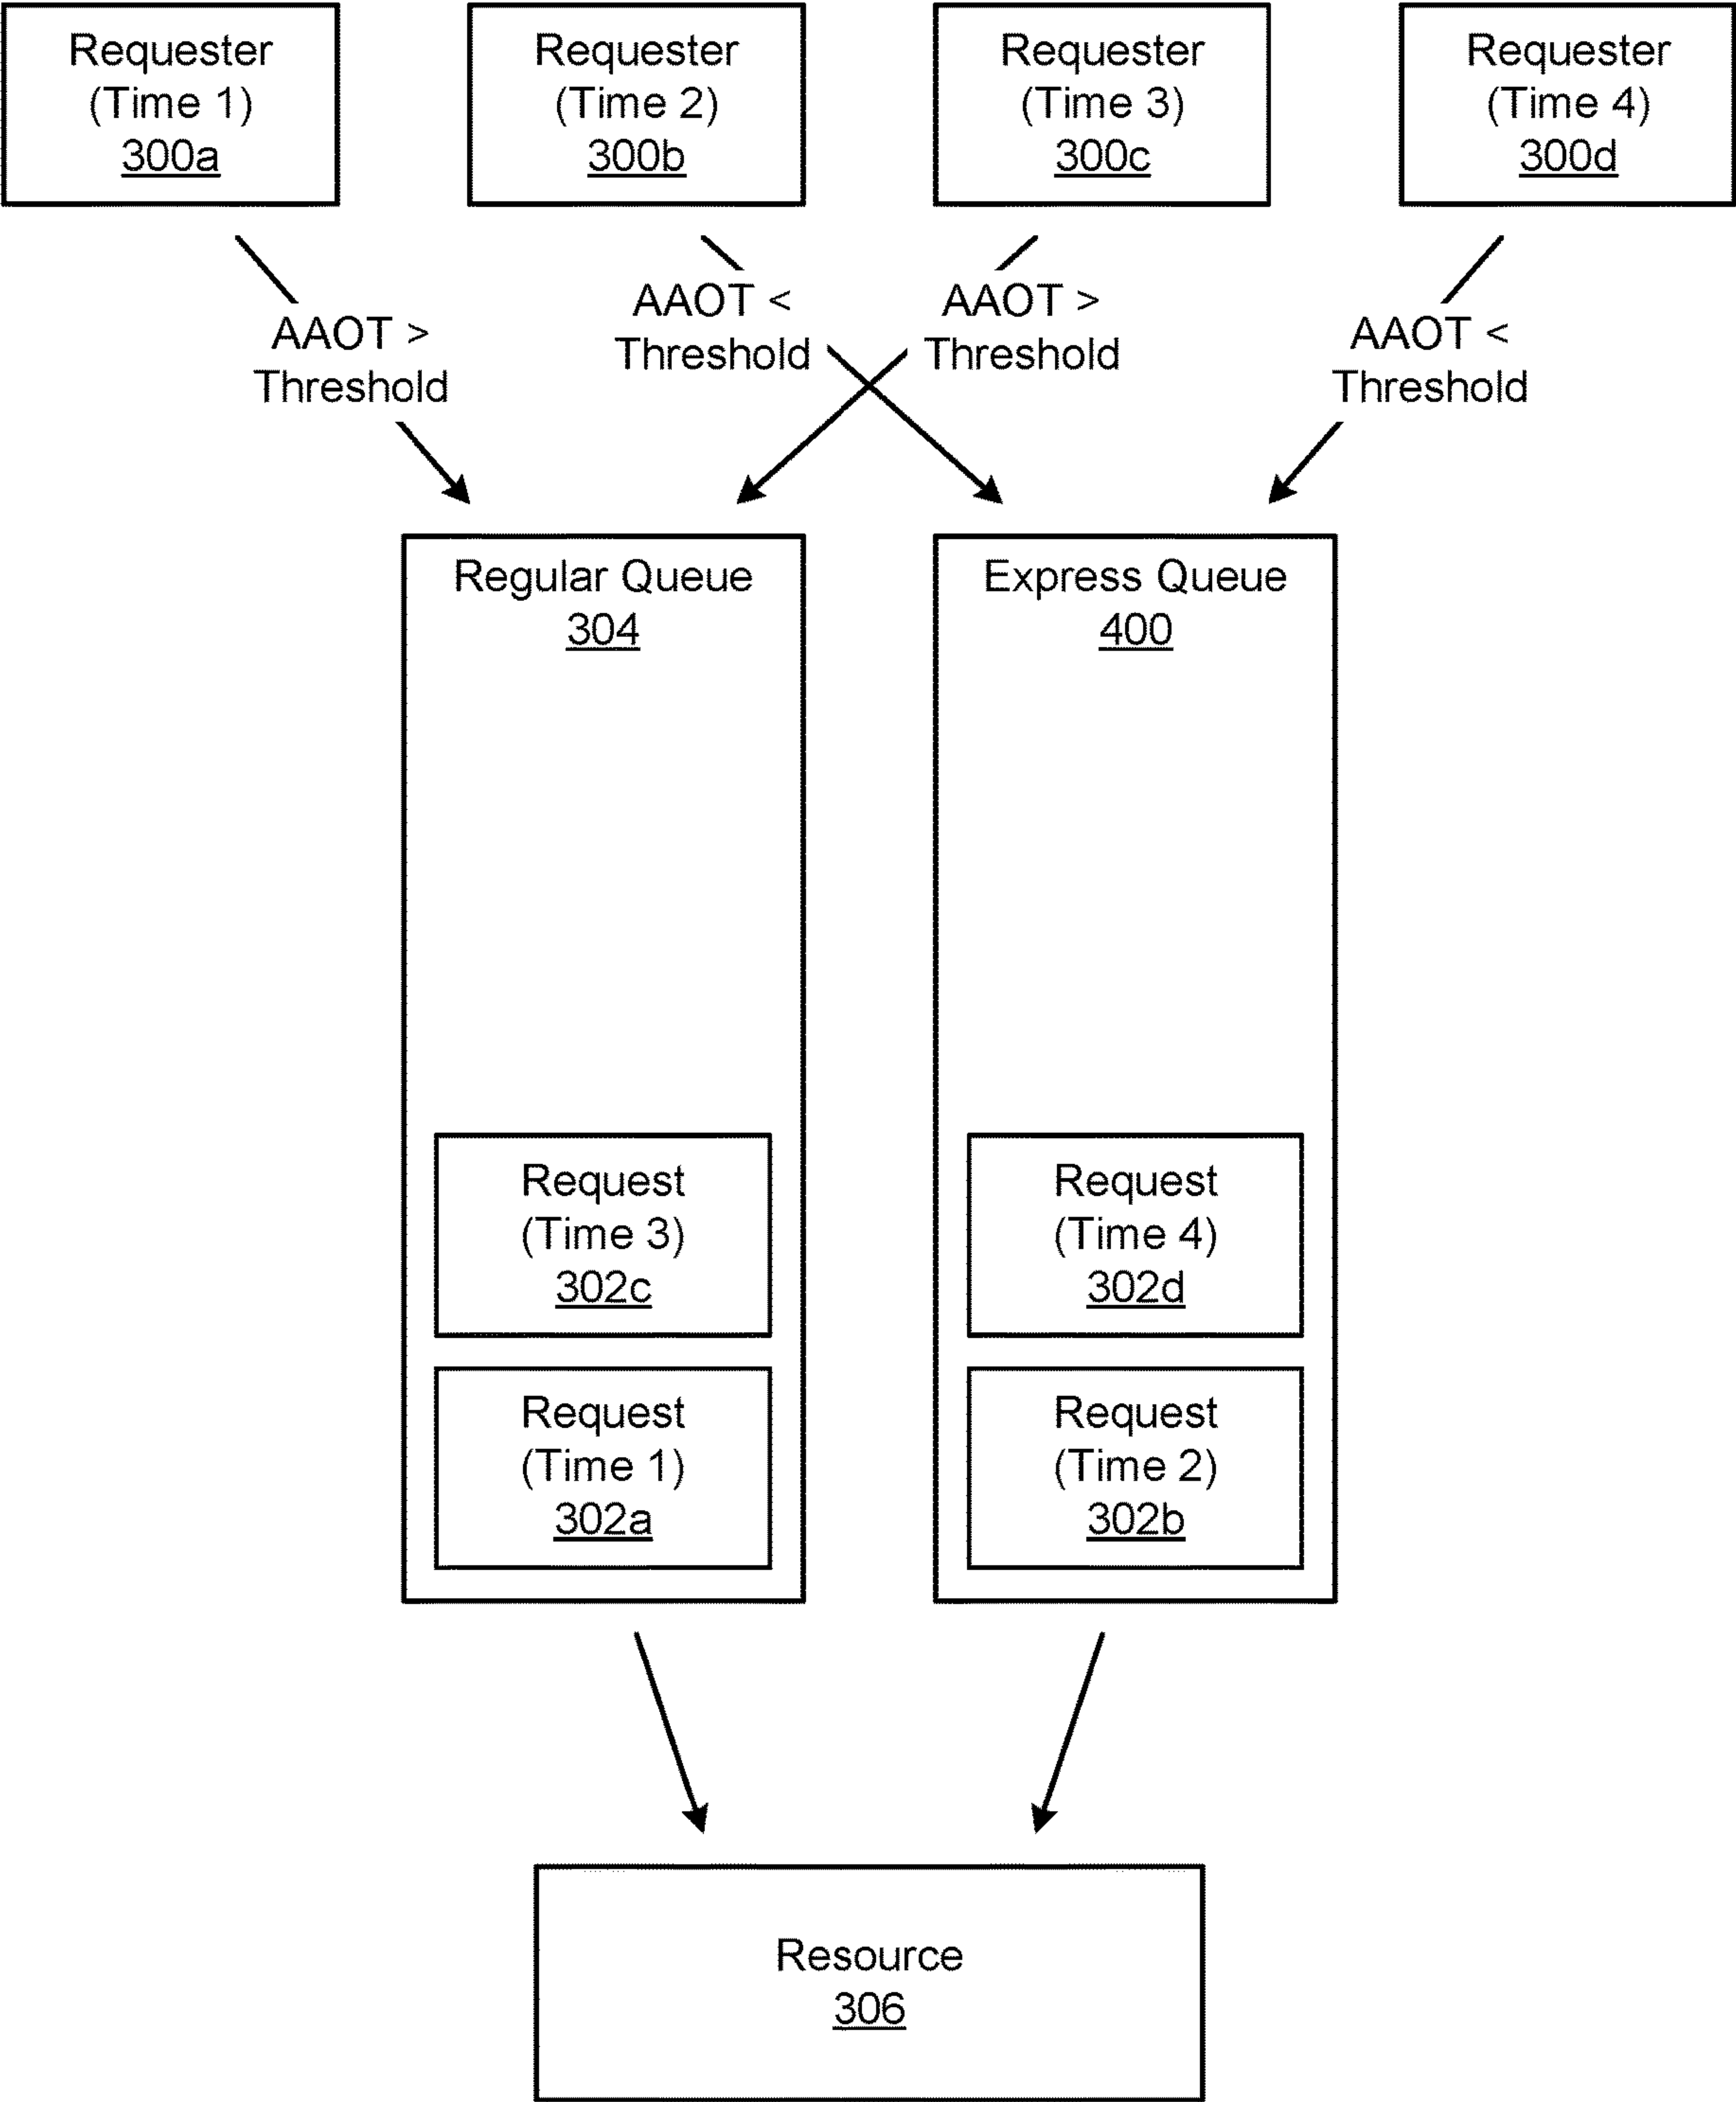 Requester
(Time 1)
300a
Requester
(Time 2)
300b
Requester
(Time 3)
300c
Requester
(Time 4)
300d
AAOT >
Threshold
AAOT <
Threshold
AAOT >
Threshold
AAOT <
Threshold
Regular Queue
304
Request
(Time 3)
302c
Request
(Time 1)
302a
Express Queue
400
Request
(Time 4)
302d
Request
(Time 2)
302b
Resource
306